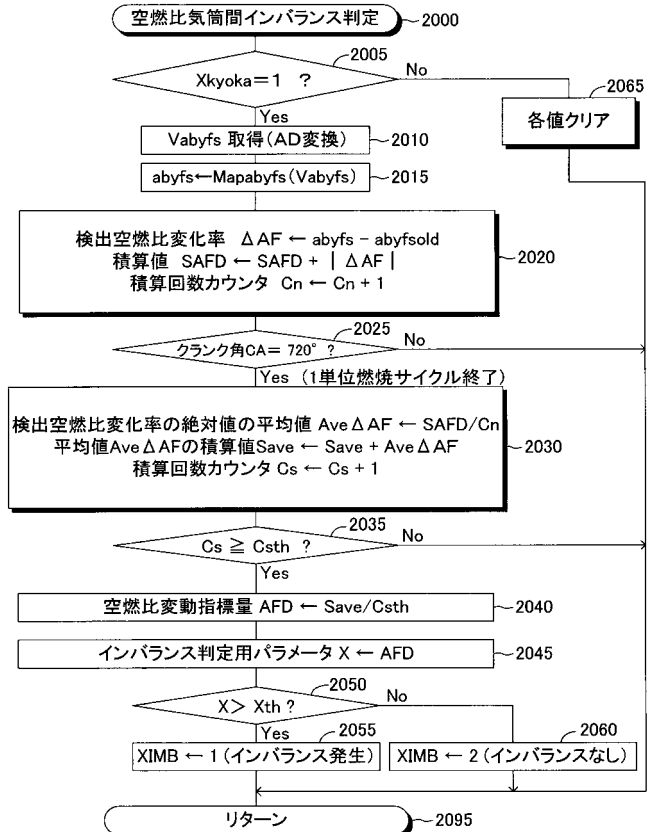 空燃比気筒間インバランス判定
2000
2005
Xkyoka=1 ?
No
Yes
2065
各値クリア
Vabyfs 取得(AD変換)
2010
abyfs←Mapabyfs(Vabyfs)
2015
検出空燃比変化率 ΔAF ← abyfs − abyfsold
積算値 SAFD ← SAFD + | ΔAF |
積算回数カウンタ Cn ← Cn + 1
2020
2025
クランク角CA= 720° ?
No
Yes (1単位燃焼サイクル終了)
検出空燃比変化率の絶対値の平均値 AveΔAF ← SAFD/Cn
平均値AveΔAFの積算値Save ← Save + AveΔAF
積算回数カウンタ Cs ← Cs + 1
2030
2035
Cs ≧ Csth ?
No
Yes
空燃比変動指標量 AFD ← Save/Csth
2040
インバランス判定用パラメータ X ← AFD
2045
2050
X> Xth ?
No
Yes
2055
2060
XIMB ← 1(インバランス発生)
XIMB ← 2(インバランスなし)
リターン
2095